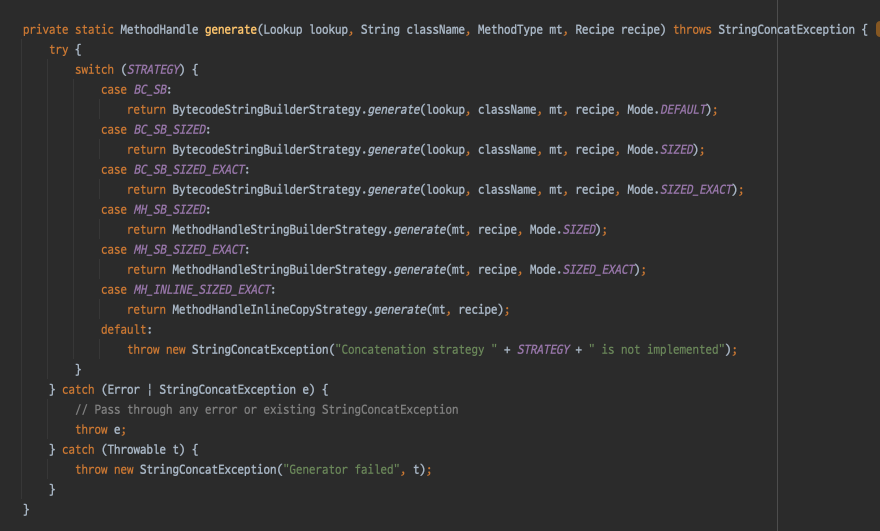 private static MethodHandle generate(Lookup lookup, String className, MethodType mt, Recipe recipe) throws StringConcatException {
    try {
        switch (STRATEGY) {
            case BC_SB:
                return BytecodeStringBuilderStrategy.generate(lookup, className, mt, recipe, Mode.DEFAULT);
            case BC_SB_SIZED:
                return BytecodeStringBuilderStrategy.generate(lookup, className, mt, recipe, Mode.SIZED);
            case BC_SB_SIZED_EXACT:
                return BytecodeStringBuilderStrategy.generate(lookup, className, mt, recipe, Mode.SIZED_EXACT);
            case MH_SB_SIZED:
                return MethodHandleStringBuilderStrategy.generate(mt, recipe, Mode.SIZED);
            case MH_SB_SIZED_EXACT:
                return MethodHandleStringBuilderStrategy.generate(mt, recipe, Mode.SIZED_EXACT);
            case MH_INLINE_SIZED_EXACT:
                return MethodHandleInlineCopyStrategy.generate(mt, recipe);
            default:
                throw new StringConcatException("Concatenation strategy " + STRATEGY + " is not implemented");
        }
    } catch (Error | StringConcatException e) {
        // Pass through any error or existing StringConcatException
        throw e;
    } catch (Throwable t) {
        throw new StringConcatException("Generator failed", t);
    }
}